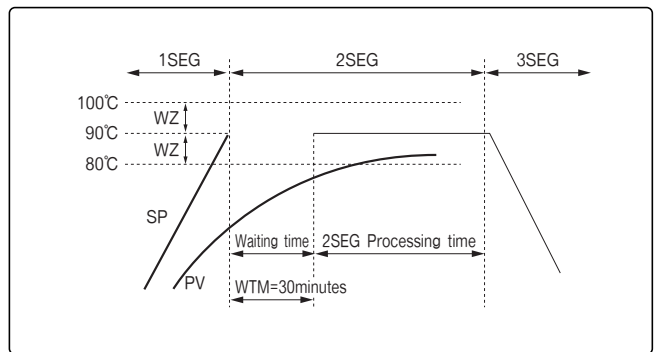 1SEG 2SEG 3SEG
100℃
WZ
90℃
WZ
80℃
SP
Waiting time 2SEG Processing time
PV
WTM=30minutes